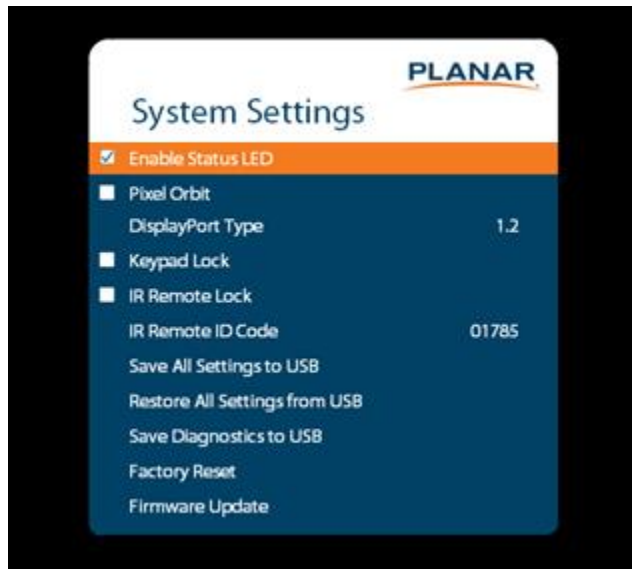 PLANAR
System Settings
Enable Status LED
Pixel Orbit
DisplayPort Type 1.2
Keypad Lock
IR Remote Lock
IR Remote ID Code 01785
Save All Settings to USB
Restore All Settings from USB
Save Diagnostics to USB
Factory Reset
Firmware Update